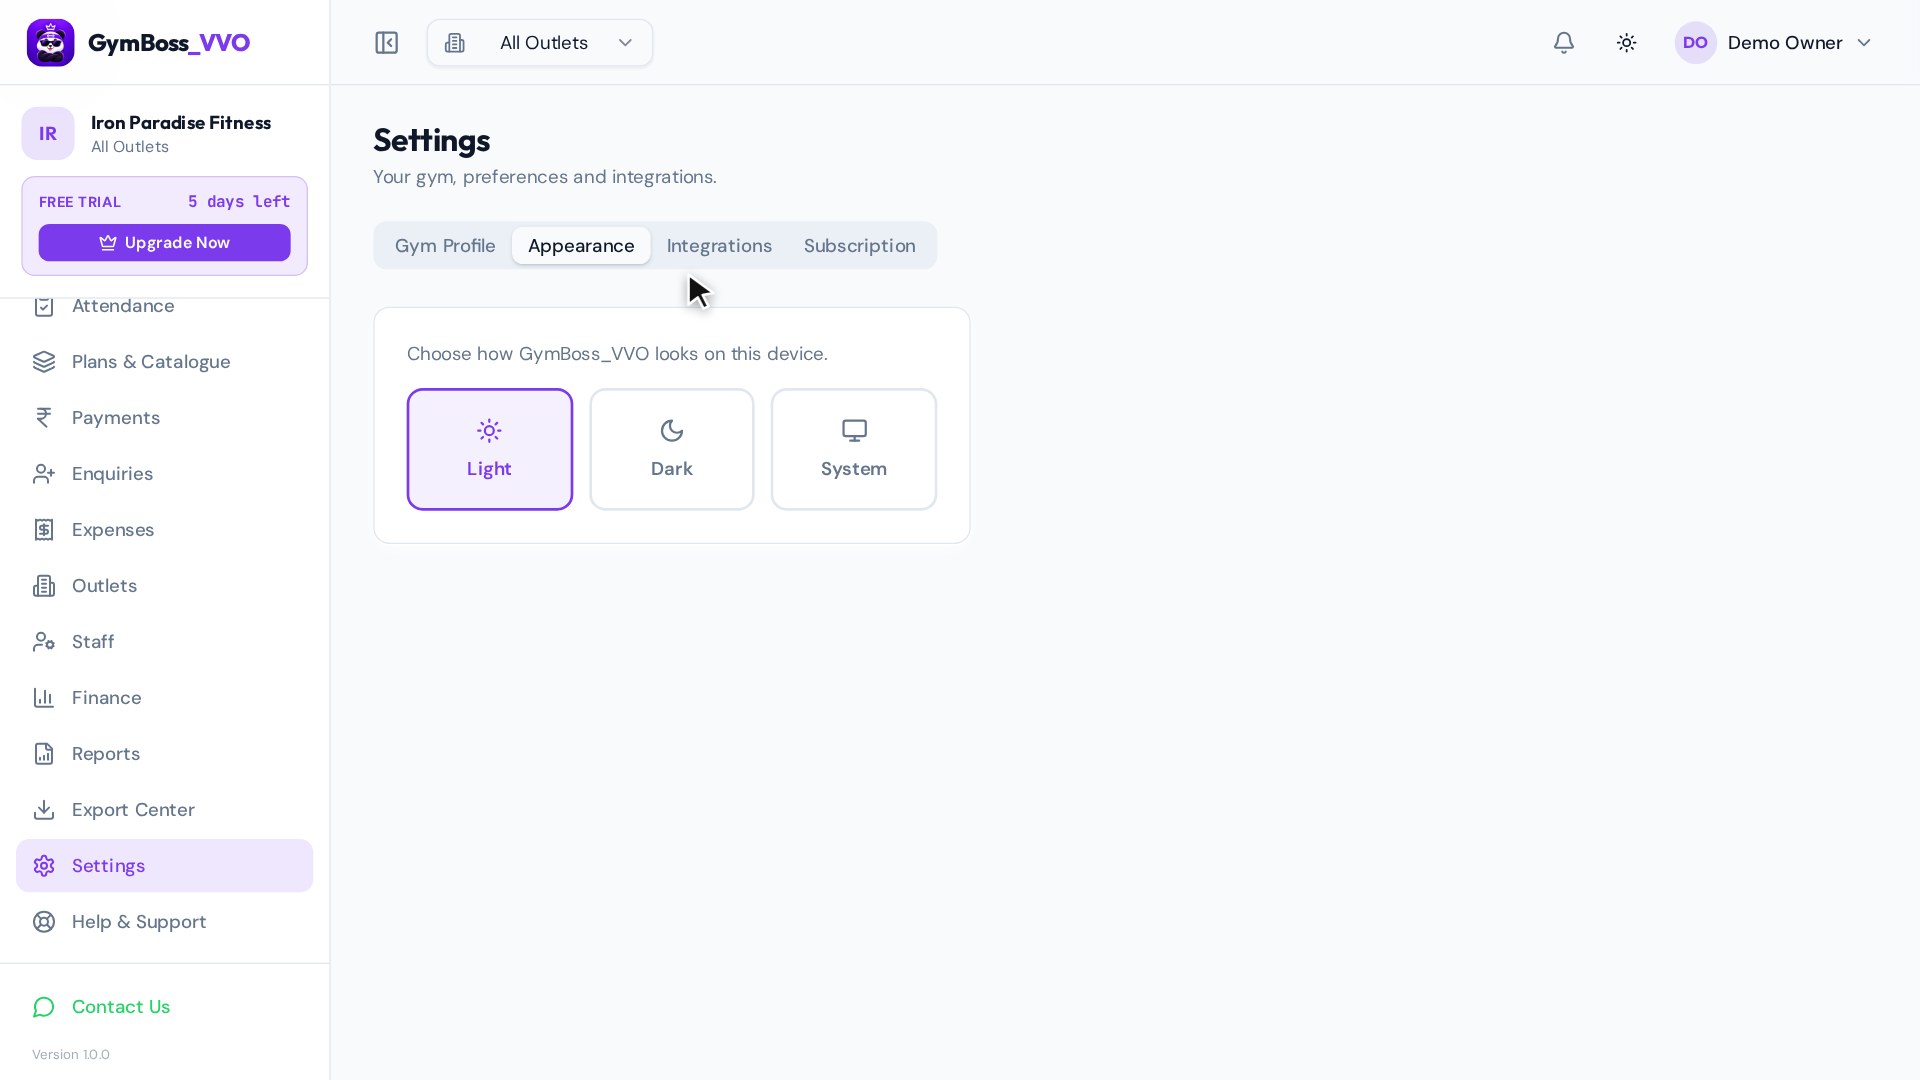 GymBoss_VVO
All Outlets
DO
Demo Owner
IR
Iron Paradise Fitness
All Outlets
FREE TRIAL
5 days left
Upgrade Now
Attendance
Plans & Catalogue
Payments
Enquiries
Expenses
Outlets
Staff
Finance
Reports
Export Center
Settings
Help & Support
Contact Us
Version 1.0.0
Settings
Your gym, preferences and integrations.
Gym Profile
Appearance
Integrations
Subscription
Choose how GymBoss_VVO looks on this device.
Light
Dark
System